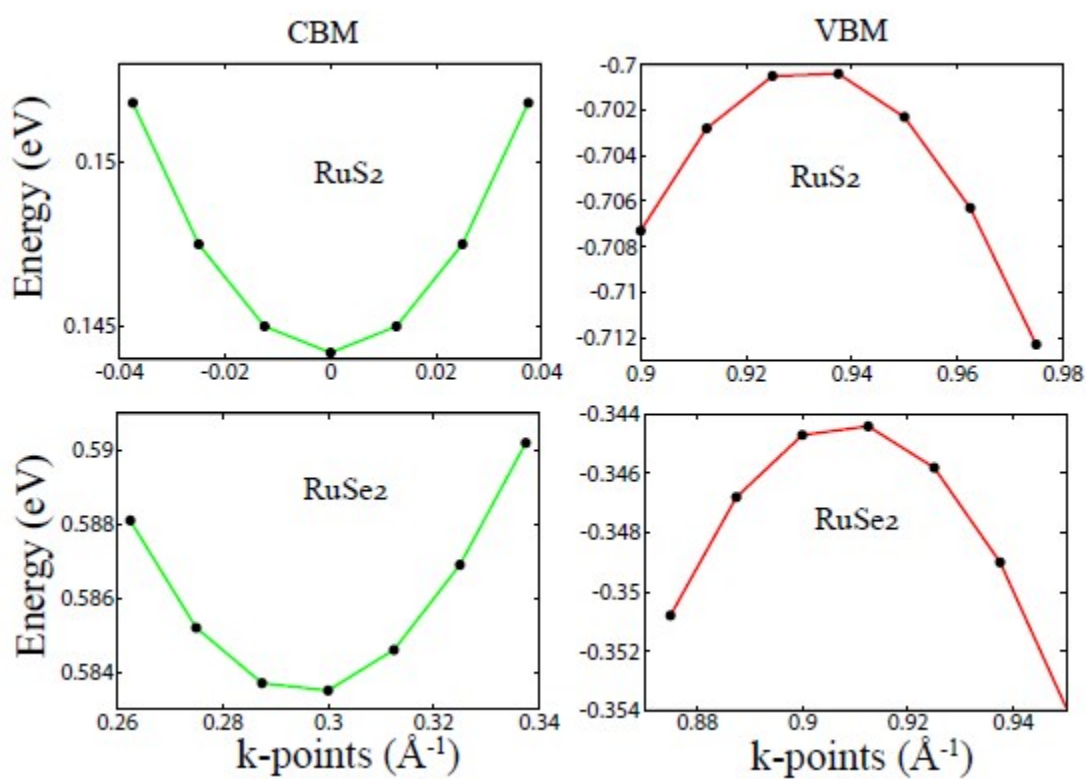 CBM
VBM
Energy (eV)
0.15
0.145
RuS2
-0.04 -0.02 0 0.02 0.04
-0.7
-0.702
-0.704
-0.706
-0.708
-0.71
-0.712
RuS2
0.9 0.92 0.94 0.96 0.98
Energy (eV)
0.59
0.588
0.586
0.584
RuSe2
0.26 0.28 0.3 0.32 0.34
k-points (Å-1)
-0.344
-0.346
-0.348
-0.35
-0.352
-0.354
RuSe2
0.88 0.9 0.92 0.94
k-points (Å-1)